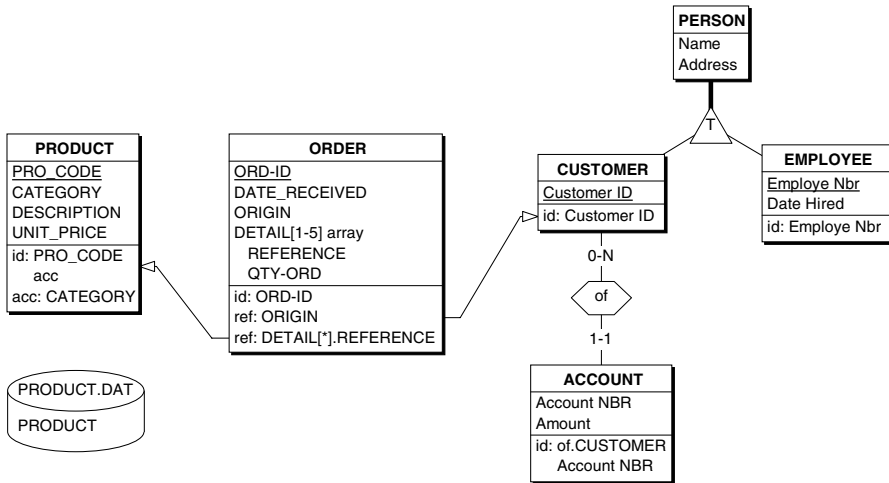 PERSON
Name
Address
T
PRODUCT
PRO_CODE
CATEGORY
DESCRIPTION
UNIT_PRICE
id: PRO_CODE
acc
acc: CATEGORY
ORDER
ORD-ID
DATE_RECEIVED
ORIGIN
DETAIL[1-5] array
REFERENCE
QTY-ORD
id: ORD-ID
ref: ORIGIN
ref: DETAIL[*].REFERENCE
CUSTOMER
Customer ID
id: Customer ID
EMPLOYEE
Employe Nbr
Date Hired
id: Employe Nbr
0-N
of
1-1
ACCOUNT
Account NBR
Amount
id: of.CUSTOMER
Account NBR
PRODUCT.DAT
PRODUCT